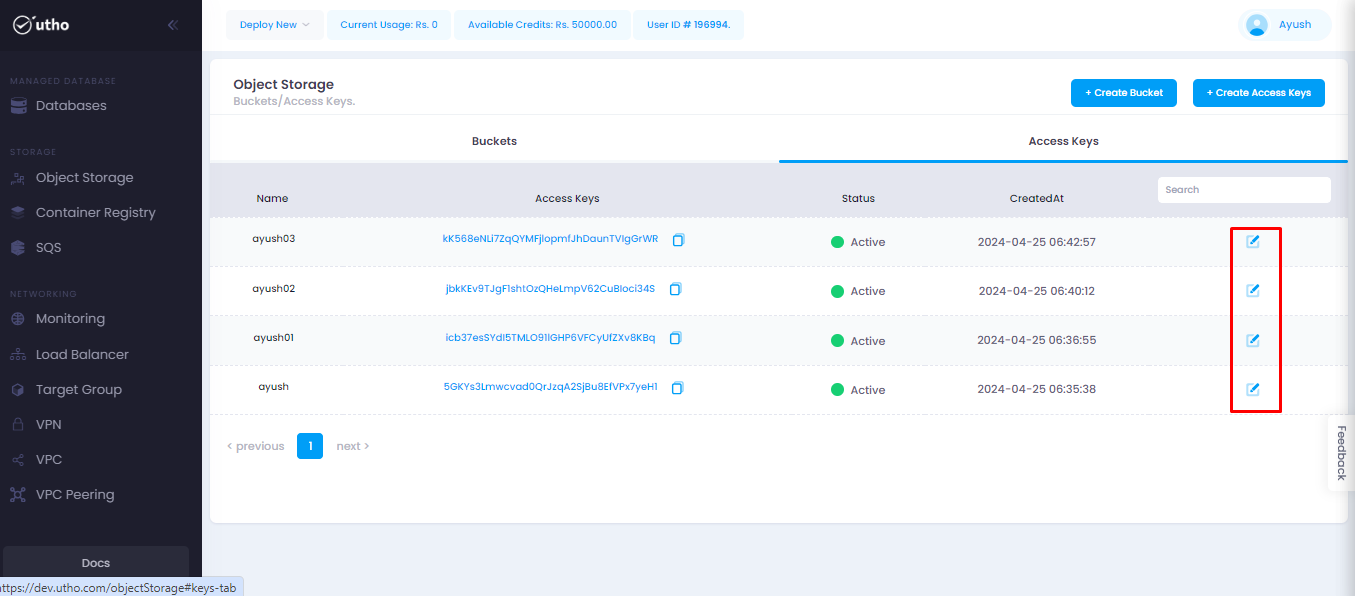 utho
Deploy New
Current Usage: Rs. 0
Available Credits: Rs. 50000.00
User ID # 196994.
Ayush
MANAGED DATABASE
Databases
STORAGE
Object Storage
Container Registry
SQS
NETWORKING
Monitoring
Load Balancer
Target Group
VPN
VPC
VPC Peering
Docs
https://dev.utho.com/objectStorage#keys-tab
Object Storage
Buckets/Access Keys.
+ Create Bucket
+ Create Access Keys
Buckets
Access Keys
Name
Access Keys
Status
CreatedAt
Search
ayush03
Active
2024-04-25 06:42:57
ayush02
Active
2024-04-25 06:40:12
ayush01
Active
2024-04-25 06:36:55
ayush
Active
2024-04-25 06:35:38
< previous
1
next >
Feedback